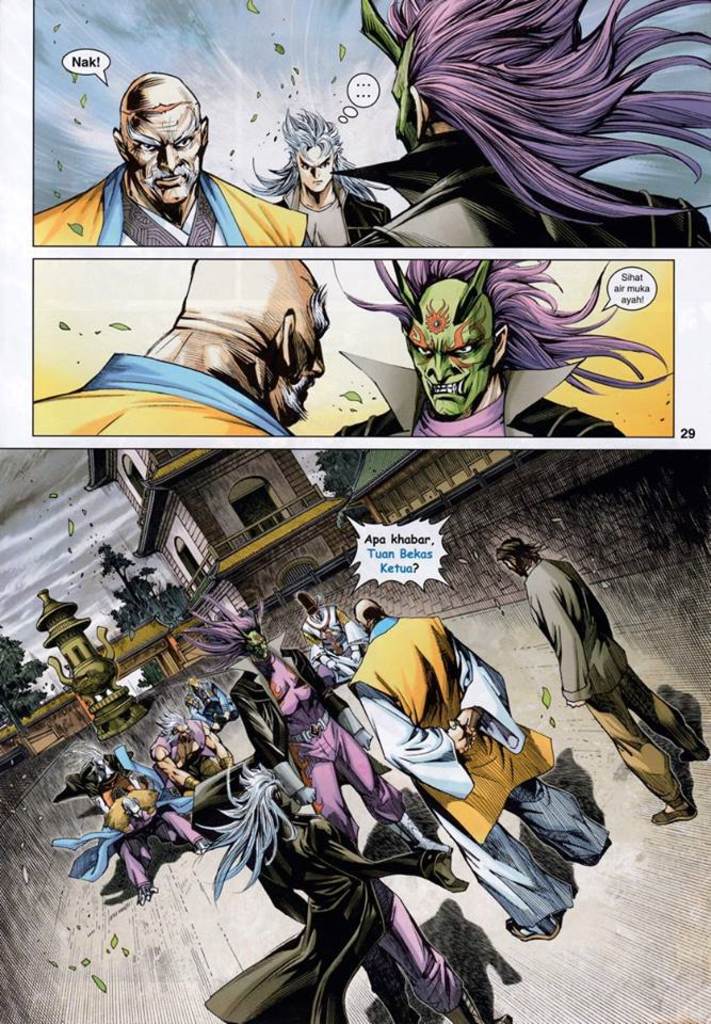 Nak!
...
...
Sihat
air muka
ayah!
29
Apa khabar,
Tuan Bekas
Ketua?